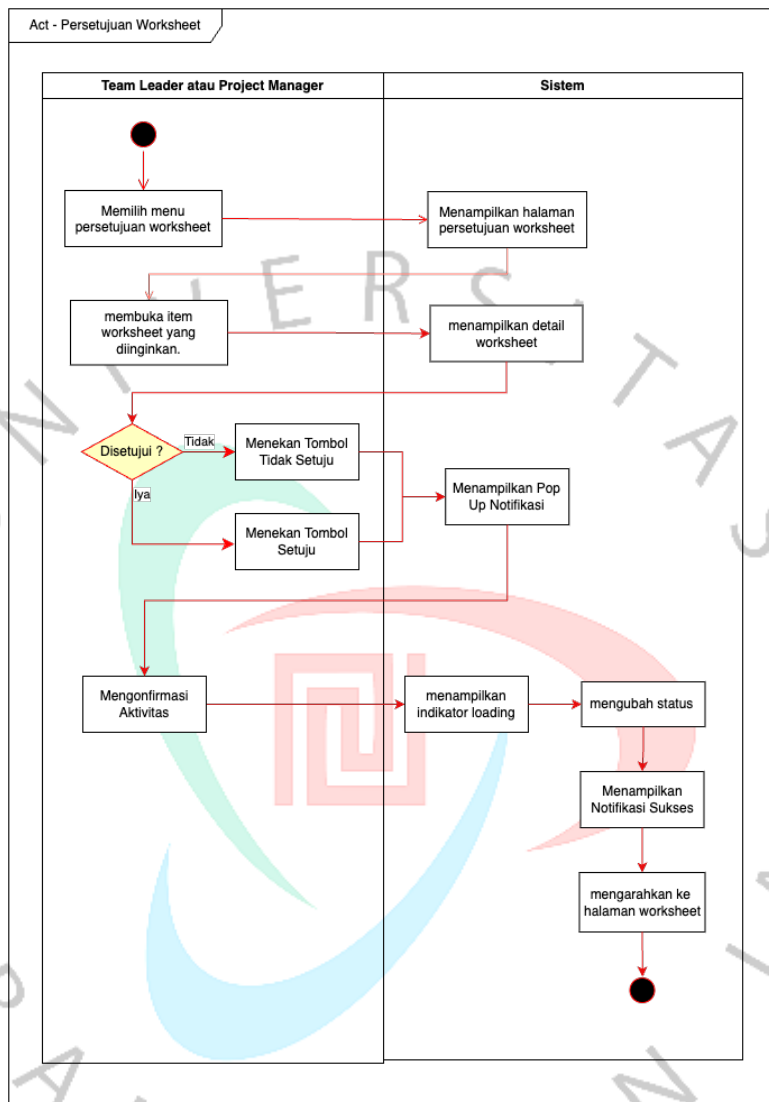 Act - Persetujuan Worksheet
Team Leader atau Project Manager
Sistem
Memilih menu
persetujuan worksheet
Menampilkan halaman
persetujuan worksheet
membuka item
worksheet yang
diinginkan.
menampilkan detail
worksheet
Disetujui ?
Tidak
Menekan Tombol
Tidak Setuju
Iya
Menekan Tombol
Setuju
Menampilkan Pop
Up Notifikasi
Mengonfirmasi
Aktivitas
menampilkan
indikator loading
mengubah status
Menampilkan
Notifikasi Sukses
mengarahkan ke
halaman worksheet